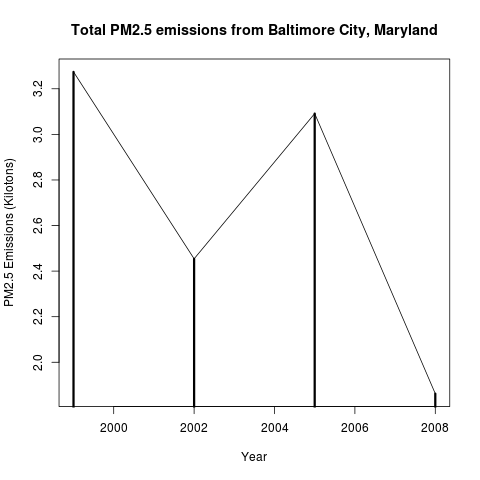 Total PM2.5 emissions from Baltimore City, Maryland
PM2.5 Emissions (Kilotons)
3.2
3.0
2.8
2.6
2.4
2.2
2.0
2000 2002 2004 2006 2008
Year